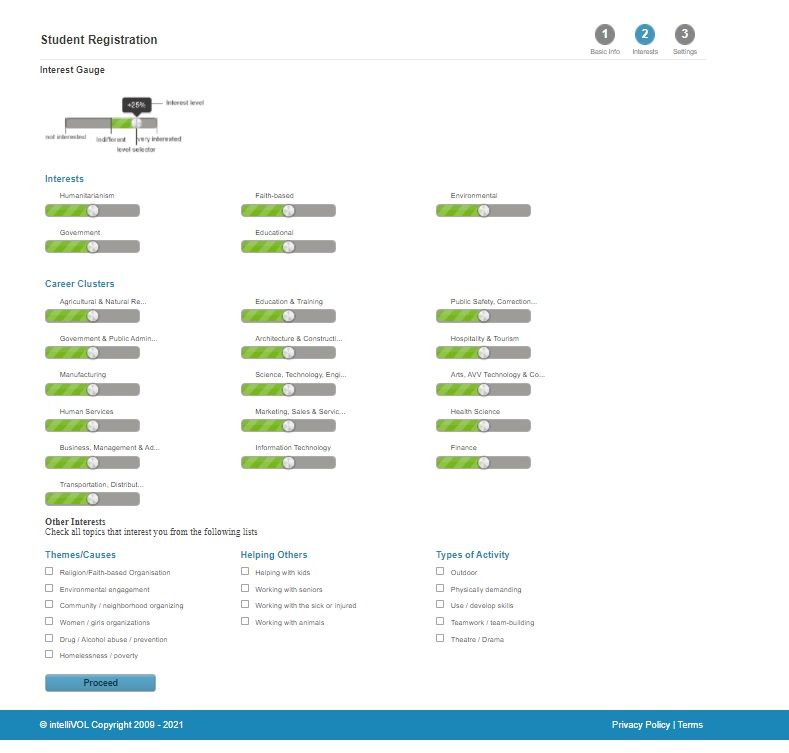 Student Registration
1 2 3
Basic Info Interests Settings
Interest Gauge
+25% Interest level
not interested indifferent very interested
level selector
Interests
Humanitarianism Faith-based Environmental
Government Educational
Career Clusters
Agricultural & Natural Re... Education & Training Public Safety, Correction...
Government & Public Admin... Architecture & Constructi... Hospitality & Tourism
Manufacturing Science, Technology, Engi... Arts, AVV Technology & Co...
Human Services Marketing, Sales & Servic... Health Science
Business, Management & Ad... Information Technology Finance
Transportation, Distribut...
Other Interests
Check all topics that interest you from the following lists
Themes/Causes Helping Others Types of Activity
Religion/Faith-based Organisation Helping with kids Outdoor
Environmental engagement Working with seniors Physically demanding
Community / neighborhood organizing Working with the sick or injured Use / develop skills
Women / girls organizations Working with animals Teamwork / team-building
Drug / Alcohol abuse / prevention Theatre / Drama
Homelessness / poverty
Proceed
© intelliVOL Copyright 2009 - 2021 Privacy Policy | Terms